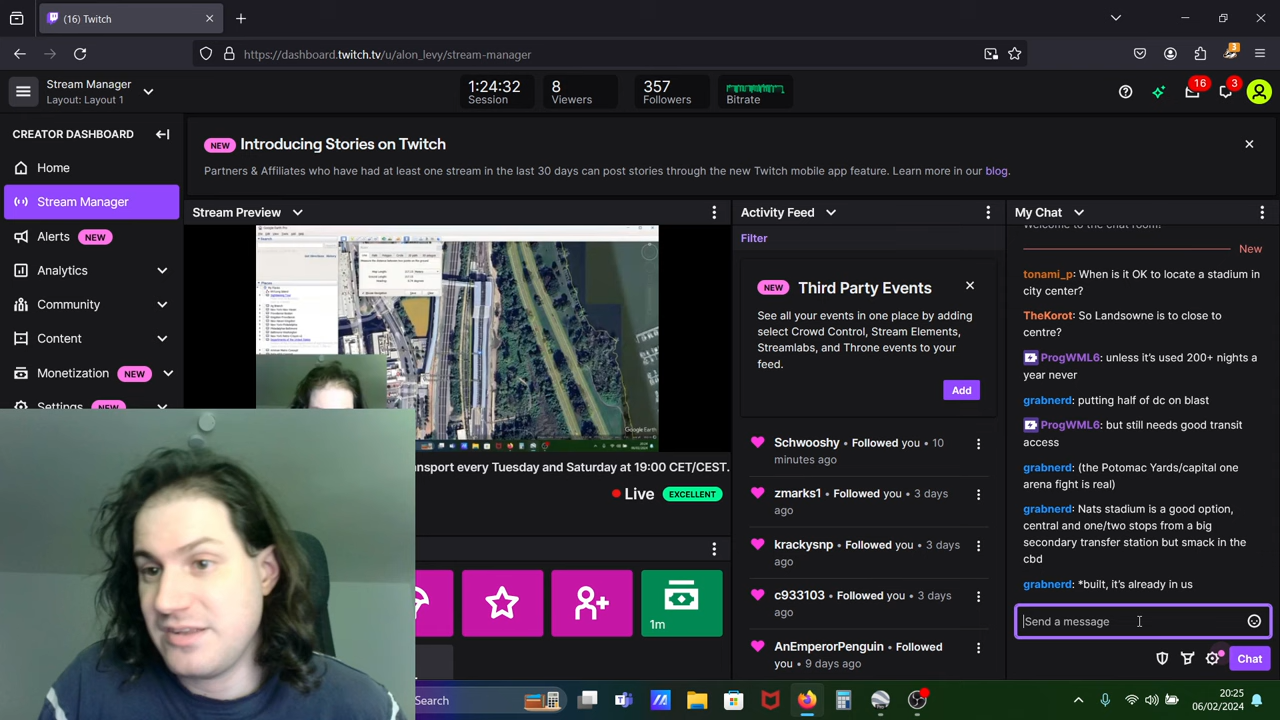 (16) Twitch
https://dashboard.twitch.tv/u/alon_levy/stream-manager
3
Stream Manager
Layout: Layout 1
1:24:32
Session
8
Viewers
357
Followers
Bitrate
16
3
CREATOR DASHBOARD
Home
Stream Manager
Alerts NEW
Analytics
Community
Content
Monetization NEW
Settings NEW
NEW Introducing Stories on Twitch
Partners & Affiliates who have had at least one stream in the last 30 days can post stories through the new Twitch mobile app feature. Learn more in our blog.
Stream Preview
Google Earth
ansport every Tuesday and Saturday at 19:00 CET/CEST.
Live EXCELLENT
1m
Activity Feed
Filter
NEW Third Party Events
See all your events in one place by adding
select Crowd Control, Stream Elements,
Streamlabs and Throne events to your
feed.
Add
Schwooshy • Followed you • 10
minutes ago
zmarks1 • Followed you • 3 days
ago
krackysnp • Followed you • 3 days
ago
c933103 • Followed you • 3 days
ago
AnEmperorPenguin • Followed
you • 9 days ago
My Chat
Welcome to the chat room!
New
tonami_p: When is it OK to locate a stadium in
city center?
TheKorot: So Landsberger is to close to
centre?
ProgWML6: unless it's used 200+ nights a
year never
grabnerd: putting half of dc on blast
ProgWML6: but still needs good transit
access
grabnerd: (the Potomac Yards/capital one
arena fight is real)
grabnerd: Nats stadium is a good option,
central and one/two stops from a big
secondary transfer station but smack in the
cbd
grabnerd: *built, it's already in us
Send a message
Chat
Search
20:25
06/02/2024